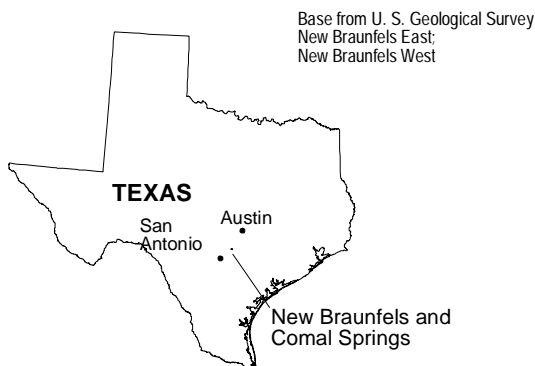 Base from U. S. Geological Survey
New Braunfels East;
New Braunfels West
TEXAS
San
Antonio
Austin
New Braunfels and
Comal Springs